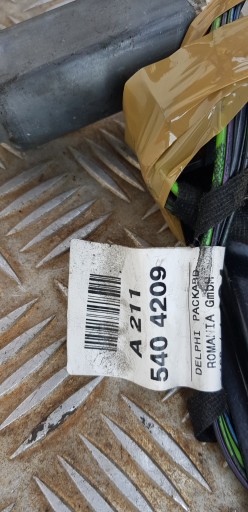 A 211
540 4209
DELPHI PACKARD
ROMANIA GmbH